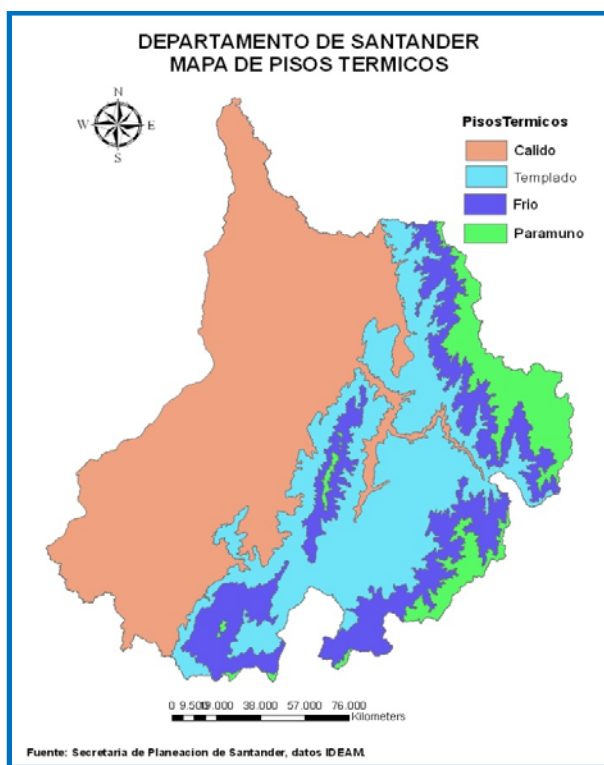 DEPARTAMENTO DE SANTANDER
MAPA DE PISOS TERMICOS
N
W E
S
PisosTermicos
Calido
Templado
Frio
Paramuno
0 9.500 19.000 38.000 57.000 76.000
Kilometers
Fuente: Secretaria de Planeacion de Santander, datos IDEAM.